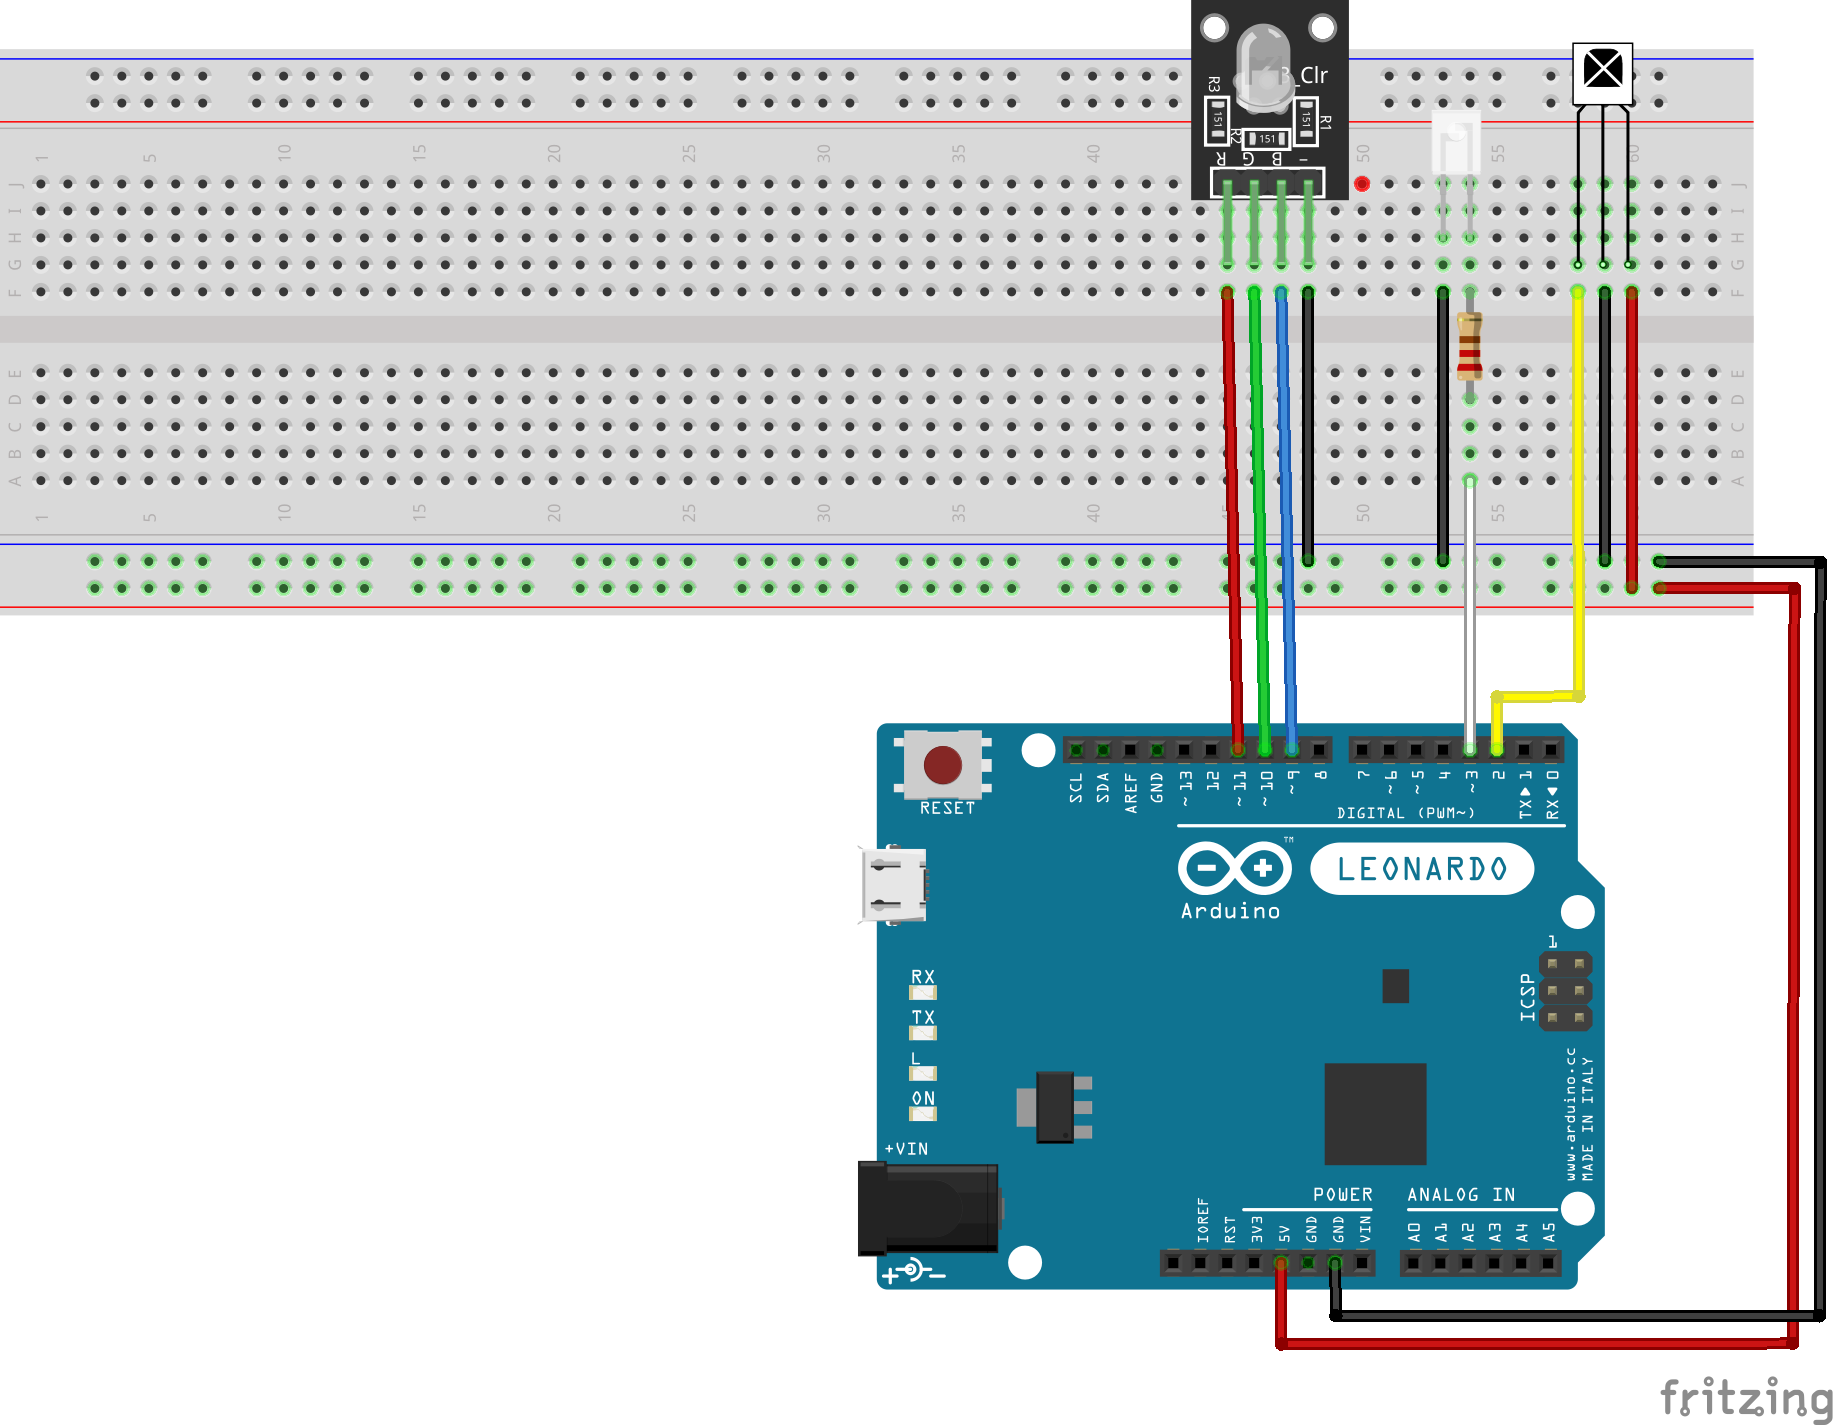 B_Clr
R3
R1
R2
151
151
151
R G B -
1 5 10 15 20 25 30 35 40 50 55 60
J J
I I
H H
G G
F F
E E
D D
C C
B B
A A
1 5 10 15 20 25 30 35 40 45 50 55
RESET
SCL SDA AREF GND ~13 12 ~11 ~10 ~9 8 7 ~6 ~5 4 ~3 2 TX▶1 RX◀0
DIGITAL (PWM~)
TM
LEONARDO
Arduino
1
ICSP
RX
TX
L
ON
+VIN
www.arduino.cc
MADE IN ITALY
POWER
ANALOG IN
IOREF RST 3V3 5V GND GND VIN A0 A1 A2 A3 A4 A5
fritzing